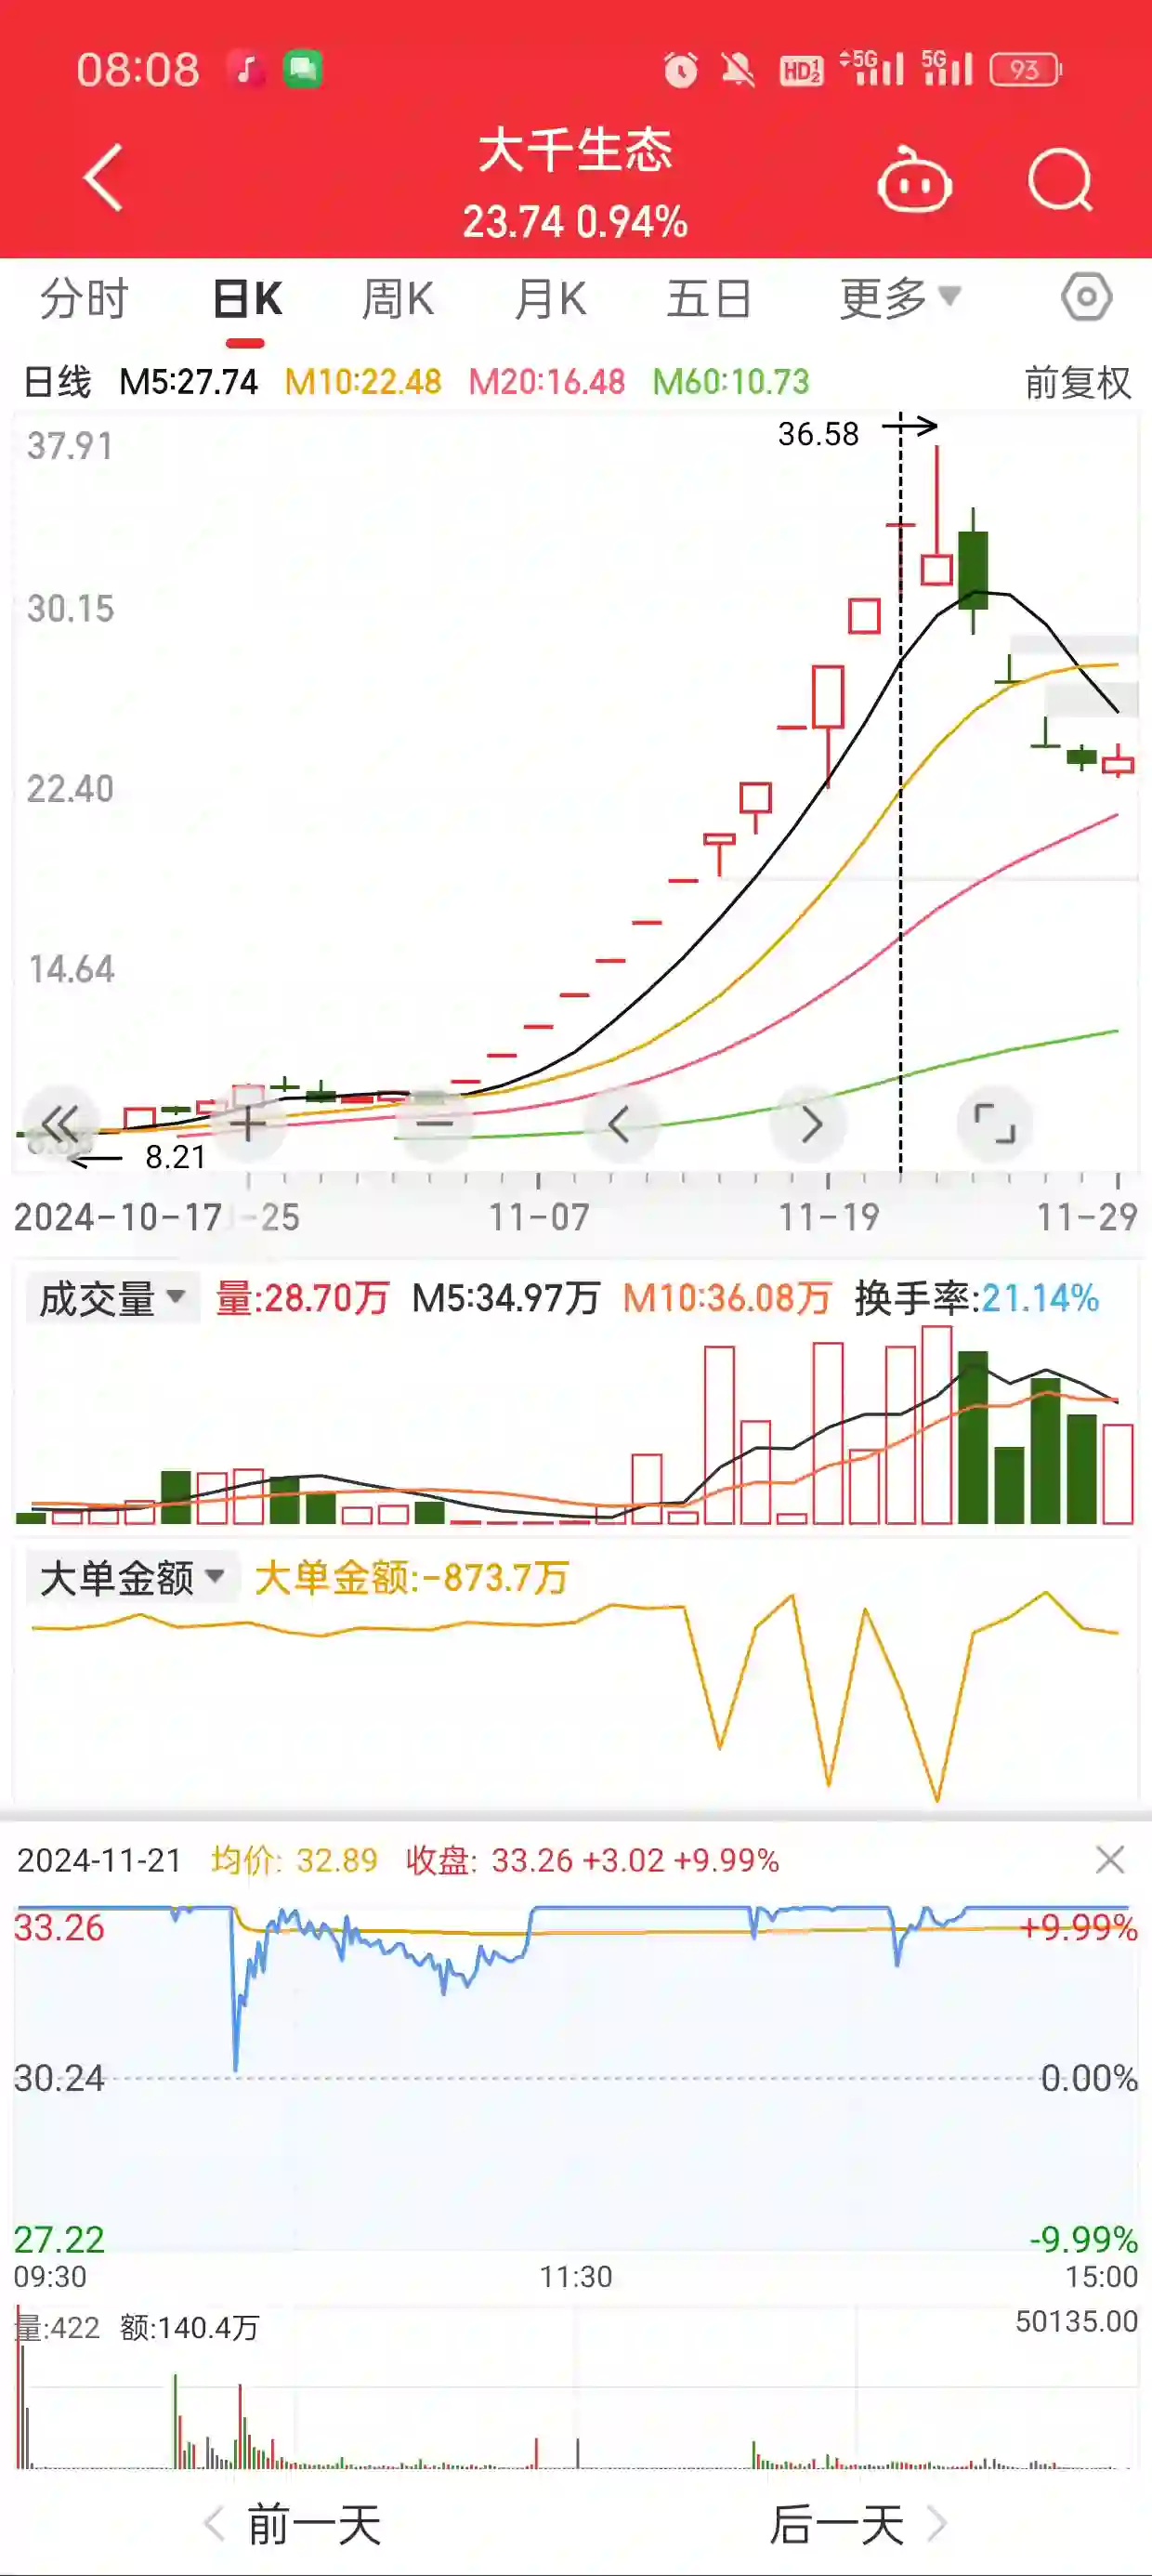 08:08 HD 1 2 5G 5G 93
大千生态
23.74 0.94%
分时 日K 周K 月K 五日 更多
日线 M5:27.74 M10:22.48 M20:16.48 M60:10.73 前复权
36.58
37.91
30.15
22.40
14.64
8.21
2024-10-17 -25 11-07 11-19 11-29
成交量 量:28.70万 M5:34.97万 M10:36.08万 换手率:21.14%
大单金额 大单金额:-873.7万
2024-11-21 均价: 32.89 收盘: 33.26 +3.02 +9.99%
33.26 +9.99%
30.24 0.00%
27.22 -9.99%
09:30 11:30 15:00
量:422 额:140.4万 50135.00
前一天 后一天